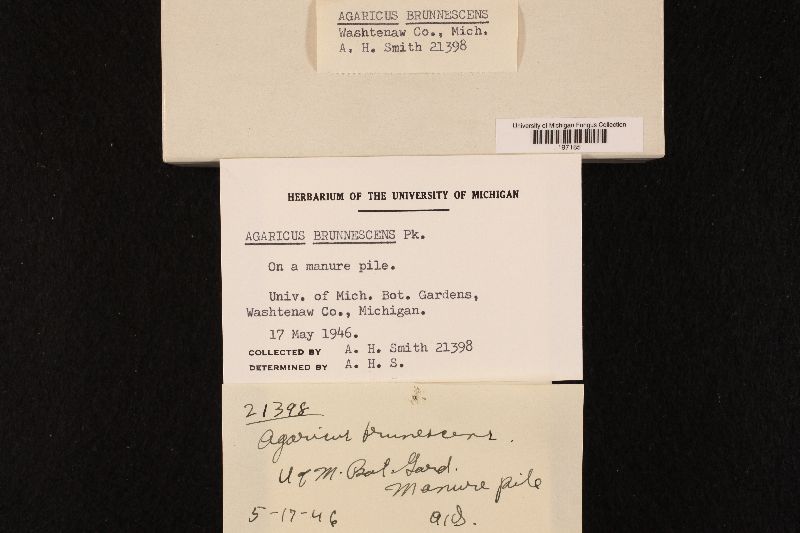 AGARICUS BRUNNESCENS
Washtenaw Co., Mich.
A. H. Smith 21398
University of Michigan Fungus Collection
HERBARIUM OF THE UNIVERSITY OF MICHIGAN
AGARICUS BRUNNESCENS Pk.
On a manure pile.
Univ. of Mich. Bot. Gardens,
Washtenaw Co., Michigan.
17 May 1946.
COLLECTED BY A. H. Smith 21398
DETERMINED BY A. H. S.
21398
Agaricus brunescens.
U of M. Bot. Gard.
Manure pile
5-17-46